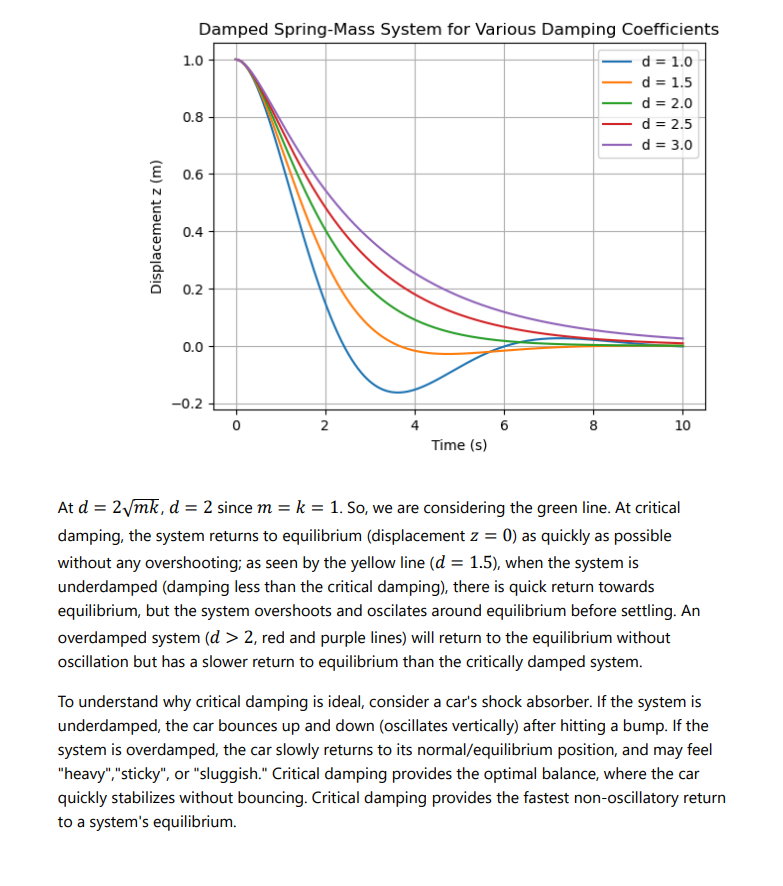 Damped Spring-Mass System for Various Damping Coefficients
d = 1.0
d = 1.5
d = 2.0
d = 2.5
d = 3.0
1.0
0.8
0.6
0.4
0.2
0.0
−0.2
Displacement z (m)
0 2 4 6 8 10
Time (s)
At d = 2√mk, d = 2 since m = k = 1. So, we are considering the green line. At critical
damping, the system returns to equilibrium (displacement z = 0) as quickly as possible
without any overshooting; as seen by the yellow line (d = 1.5), when the system is
underdamped (damping less than the critical damping), there is quick return towards
equilibrium, but the system overshoots and oscilates around equilibrium before settling. An
overdamped system (d > 2, red and purple lines) will return to the equilibrium without
oscillation but has a slower return to equilibrium than the critically damped system.
To understand why critical damping is ideal, consider a car's shock absorber. If the system is
underdamped, the car bounces up and down (oscillates vertically) after hitting a bump. If the
system is overdamped, the car slowly returns to its normal/equilibrium position, and may feel
"heavy","sticky", or "sluggish." Critical damping provides the optimal balance, where the car
quickly stabilizes without bouncing. Critical damping provides the fastest non-oscillatory return
to a system's equilibrium.